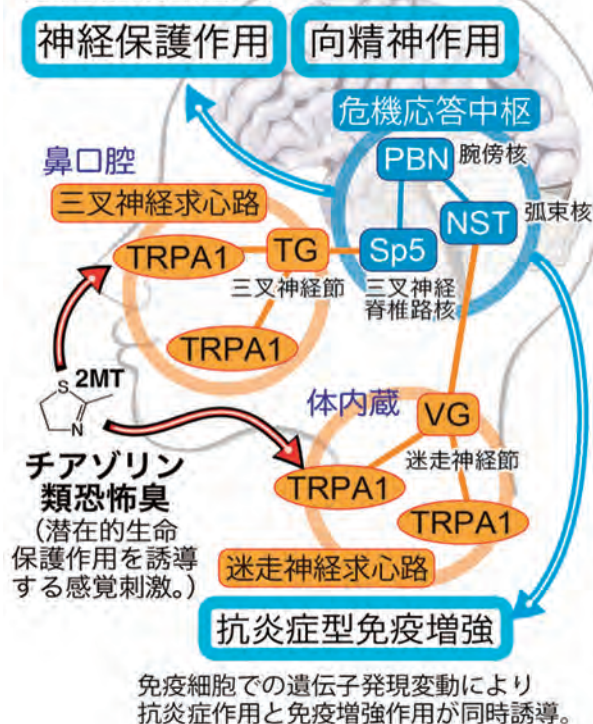 神経保護作用
向精神作用
危機応答中枢
PBN 腕傍核
鼻口腔
三叉神経求心路
NST 弧束核
TRPA1
TG
Sp5
三叉神経節
三叉神経
脊椎路核
TRPA1
S 2MT
N
体内蔵
VG
チアゾリン
類恐怖臭
(潜在的生命
保護作用を誘導
する感覚刺激。)
迷走神経節
TRPA1
TRPA1
迷走神経求心路
抗炎症型免疫増強
免疫細胞での遺伝子発現変動により
抗炎症作用と免疫増強作用が同時誘導。